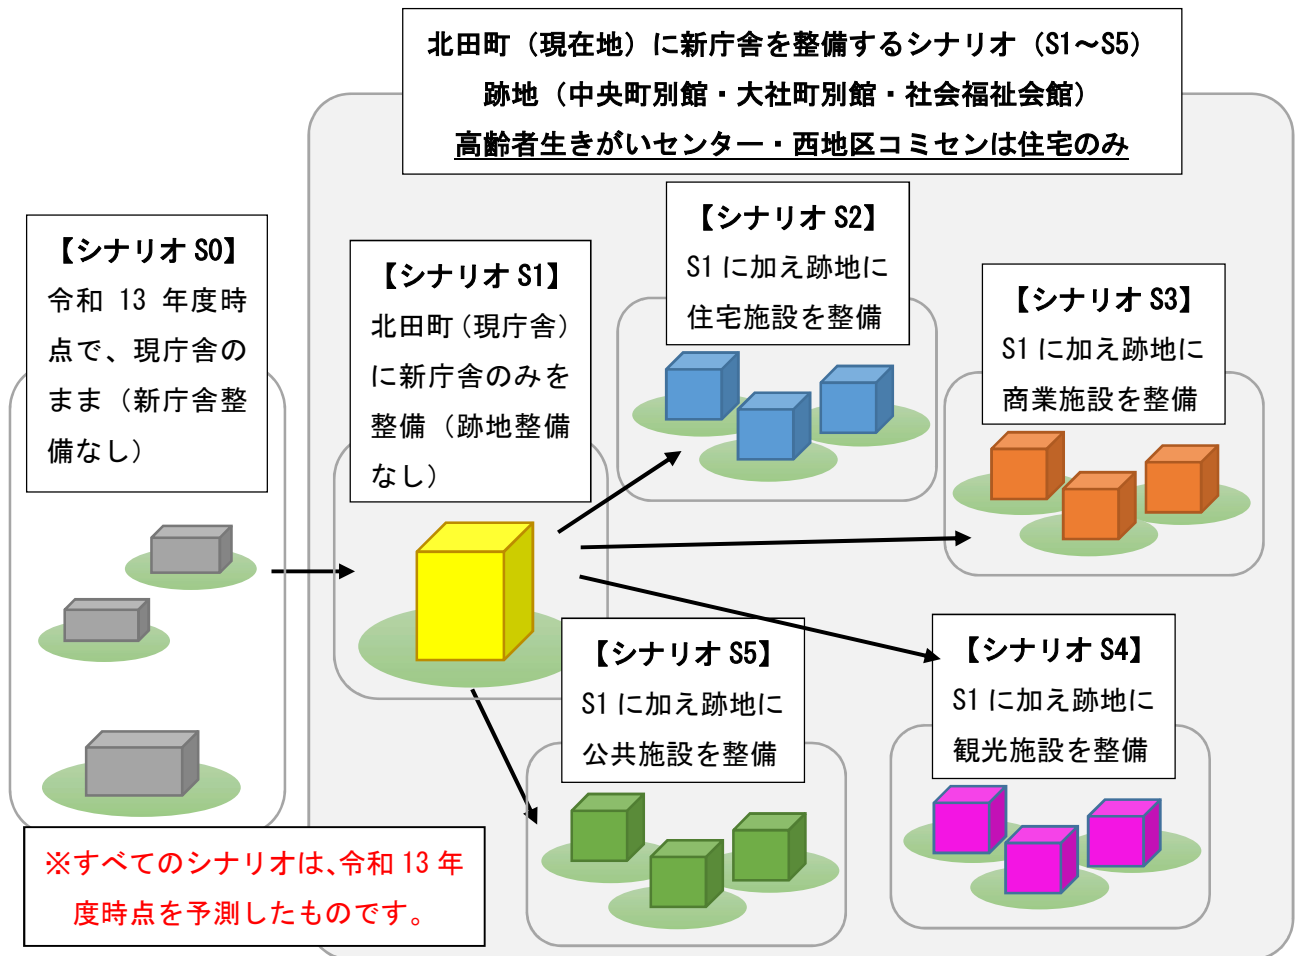 北田町（現在地）に新庁舎を整備するシナリオ（S1～S5）
跡地（中央町別館・大社町別館・社会福祉会館）
高齢者生きがいセンター・西地区コミセンは住宅のみ
【シナリオ S0】
令和 13 年度時
点で、現庁舎の
まま（新庁舎整
備なし）
【シナリオ S1】
北田町（現庁舎）
に新庁舎のみを
整備（跡地整備
なし）
【シナリオ S2】
S1 に加え跡地に
住宅施設を整備
【シナリオ S3】
S1 に加え跡地に
商業施設を整備
【シナリオ S5】
S1 に加え跡地に
公共施設を整備
【シナリオ S4】
S1 に加え跡地に
観光施設を整備
※すべてのシナリオは、令和 13 年
度時点を予測したものです。